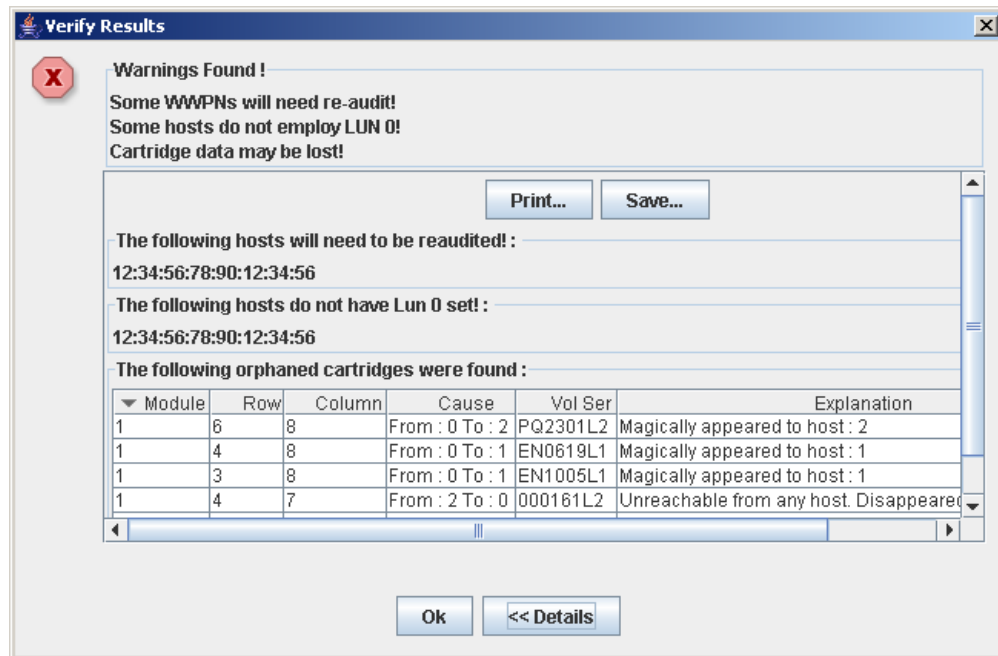 Verify Results
Warnings Found !
Some WWPNs will need re-audit!
Some hosts do not employ LUN 0!
Cartridge data may be lost!
Print... Save...
The following hosts will need to be reaudited! :
12:34:56:78:90:12:34:56
The following hosts do not have Lun 0 set! :
12:34:56:78:90:12:34:56
The following orphaned cartridges were found :
Module Row Column Cause Vol Ser Explanation
1 6 8 From : 0 To : 2 PQ2301L2 Magically appeared to host : 2
1 4 8 From : 0 To : 1 EN0619L1 Magically appeared to host : 1
1 3 8 From : 0 To : 1 EN1005L1 Magically appeared to host : 1
1 4 7 From : 2 To : 0 000161L2 Unreachable from any host. Disappeared
Ok << Details